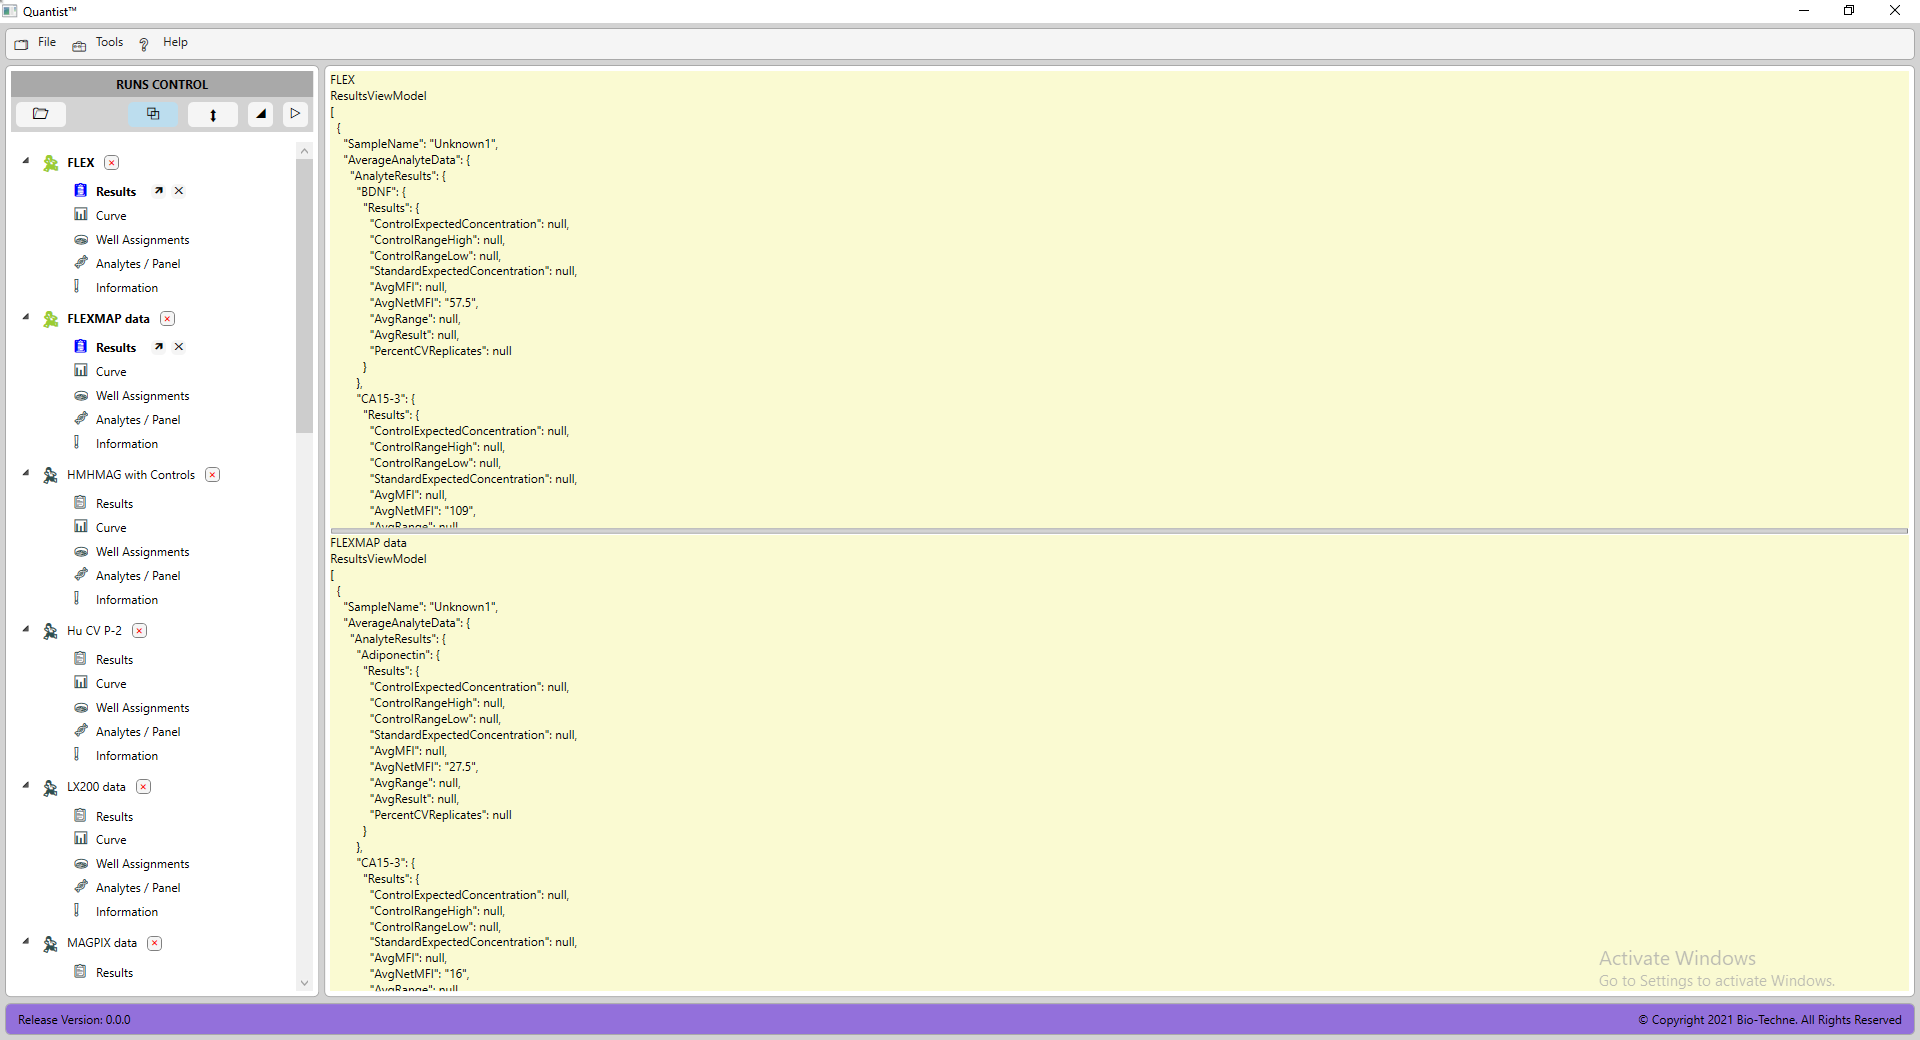 Quantist™
File Tools Help
RUNS CONTROL
FLEX
Results
Curve
Well Assignments
Analytes / Panel
Information
FLEXMAP data
Results
Curve
Well Assignments
Analytes / Panel
Information
HMHMAG with Controls
Results
Curve
Well Assignments
Analytes / Panel
Information
Hu CV P-2
Results
Curve
Well Assignments
Analytes / Panel
Information
LX200 data
Results
Curve
Well Assignments
Analytes / Panel
Information
MAGPIX data
Results
FLEX
ResultsViewModel
[
{
"SampleName": "Unknown1",
"AverageAnalyteData": {
"AnalyteResults": {
"BDNF": {
"Results": {
"ControlExpectedConcentration": null,
"ControlRangeHigh": null,
"ControlRangeLow": null,
"StandardExpectedConcentration": null,
"AvgMFI": null,
"AvgNetMFI": "57.5",
"AvgRange": null,
"AvgResult": null,
"PercentCVReplicates": null
}
},
"CA15-3": {
"Results": {
"ControlExpectedConcentration": null,
"ControlRangeHigh": null,
"ControlRangeLow": null,
"StandardExpectedConcentration": null,
"AvgMFI": null,
"AvgNetMFI": "109",
"AvgRange": null
FLEXMAP data
ResultsViewModel
[
{
"SampleName": "Unknown1",
"AverageAnalyteData": {
"AnalyteResults": {
"Adiponectin": {
"Results": {
"ControlExpectedConcentration": null,
"ControlRangeHigh": null,
"ControlRangeLow": null,
"StandardExpectedConcentration": null,
"AvgMFI": null,
"AvgNetMFI": "27.5",
"AvgRange": null,
"AvgResult": null,
"PercentCVReplicates": null
}
},
"CA15-3": {
"Results": {
"ControlExpectedConcentration": null,
"ControlRangeHigh": null,
"ControlRangeLow": null,
"StandardExpectedConcentration": null,
"AvgMFI": null,
"AvgNetMFI": "16",
"AvgRange": null
Activate Windows
Go to Settings to activate Windows.
Release Version: 0.0.0
© Copyright 2021 Bio-Techne. All Rights Reserved